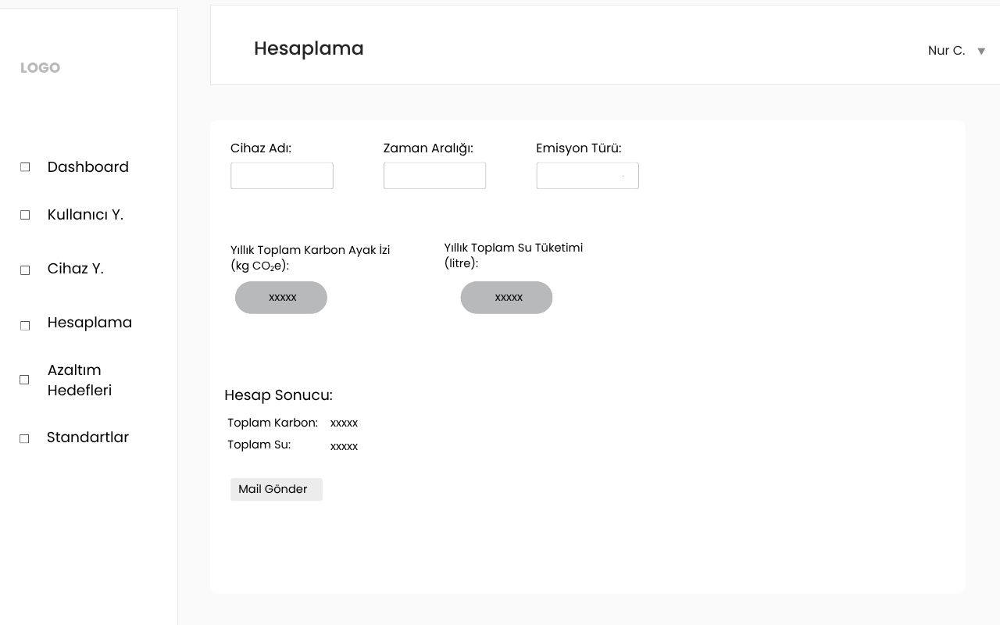 Hesaplama
Nur C.
LOGO
Dashboard
Kullanıcı Y.
Cihaz Y.
Hesaplama
Azaltım
Hedefleri
Standartlar
Cihaz Adı:
Zaman Aralığı:
Emisyon Türü:
Yıllık Toplam Karbon Ayak İzi
(kg CO₂e):
xxxxx
Yıllık Toplam Su Tüketimi
(litre):
xxxxx
Hesap Sonucu:
Toplam Karbon: xxxxx
Toplam Su: xxxxx
Mail Gönder